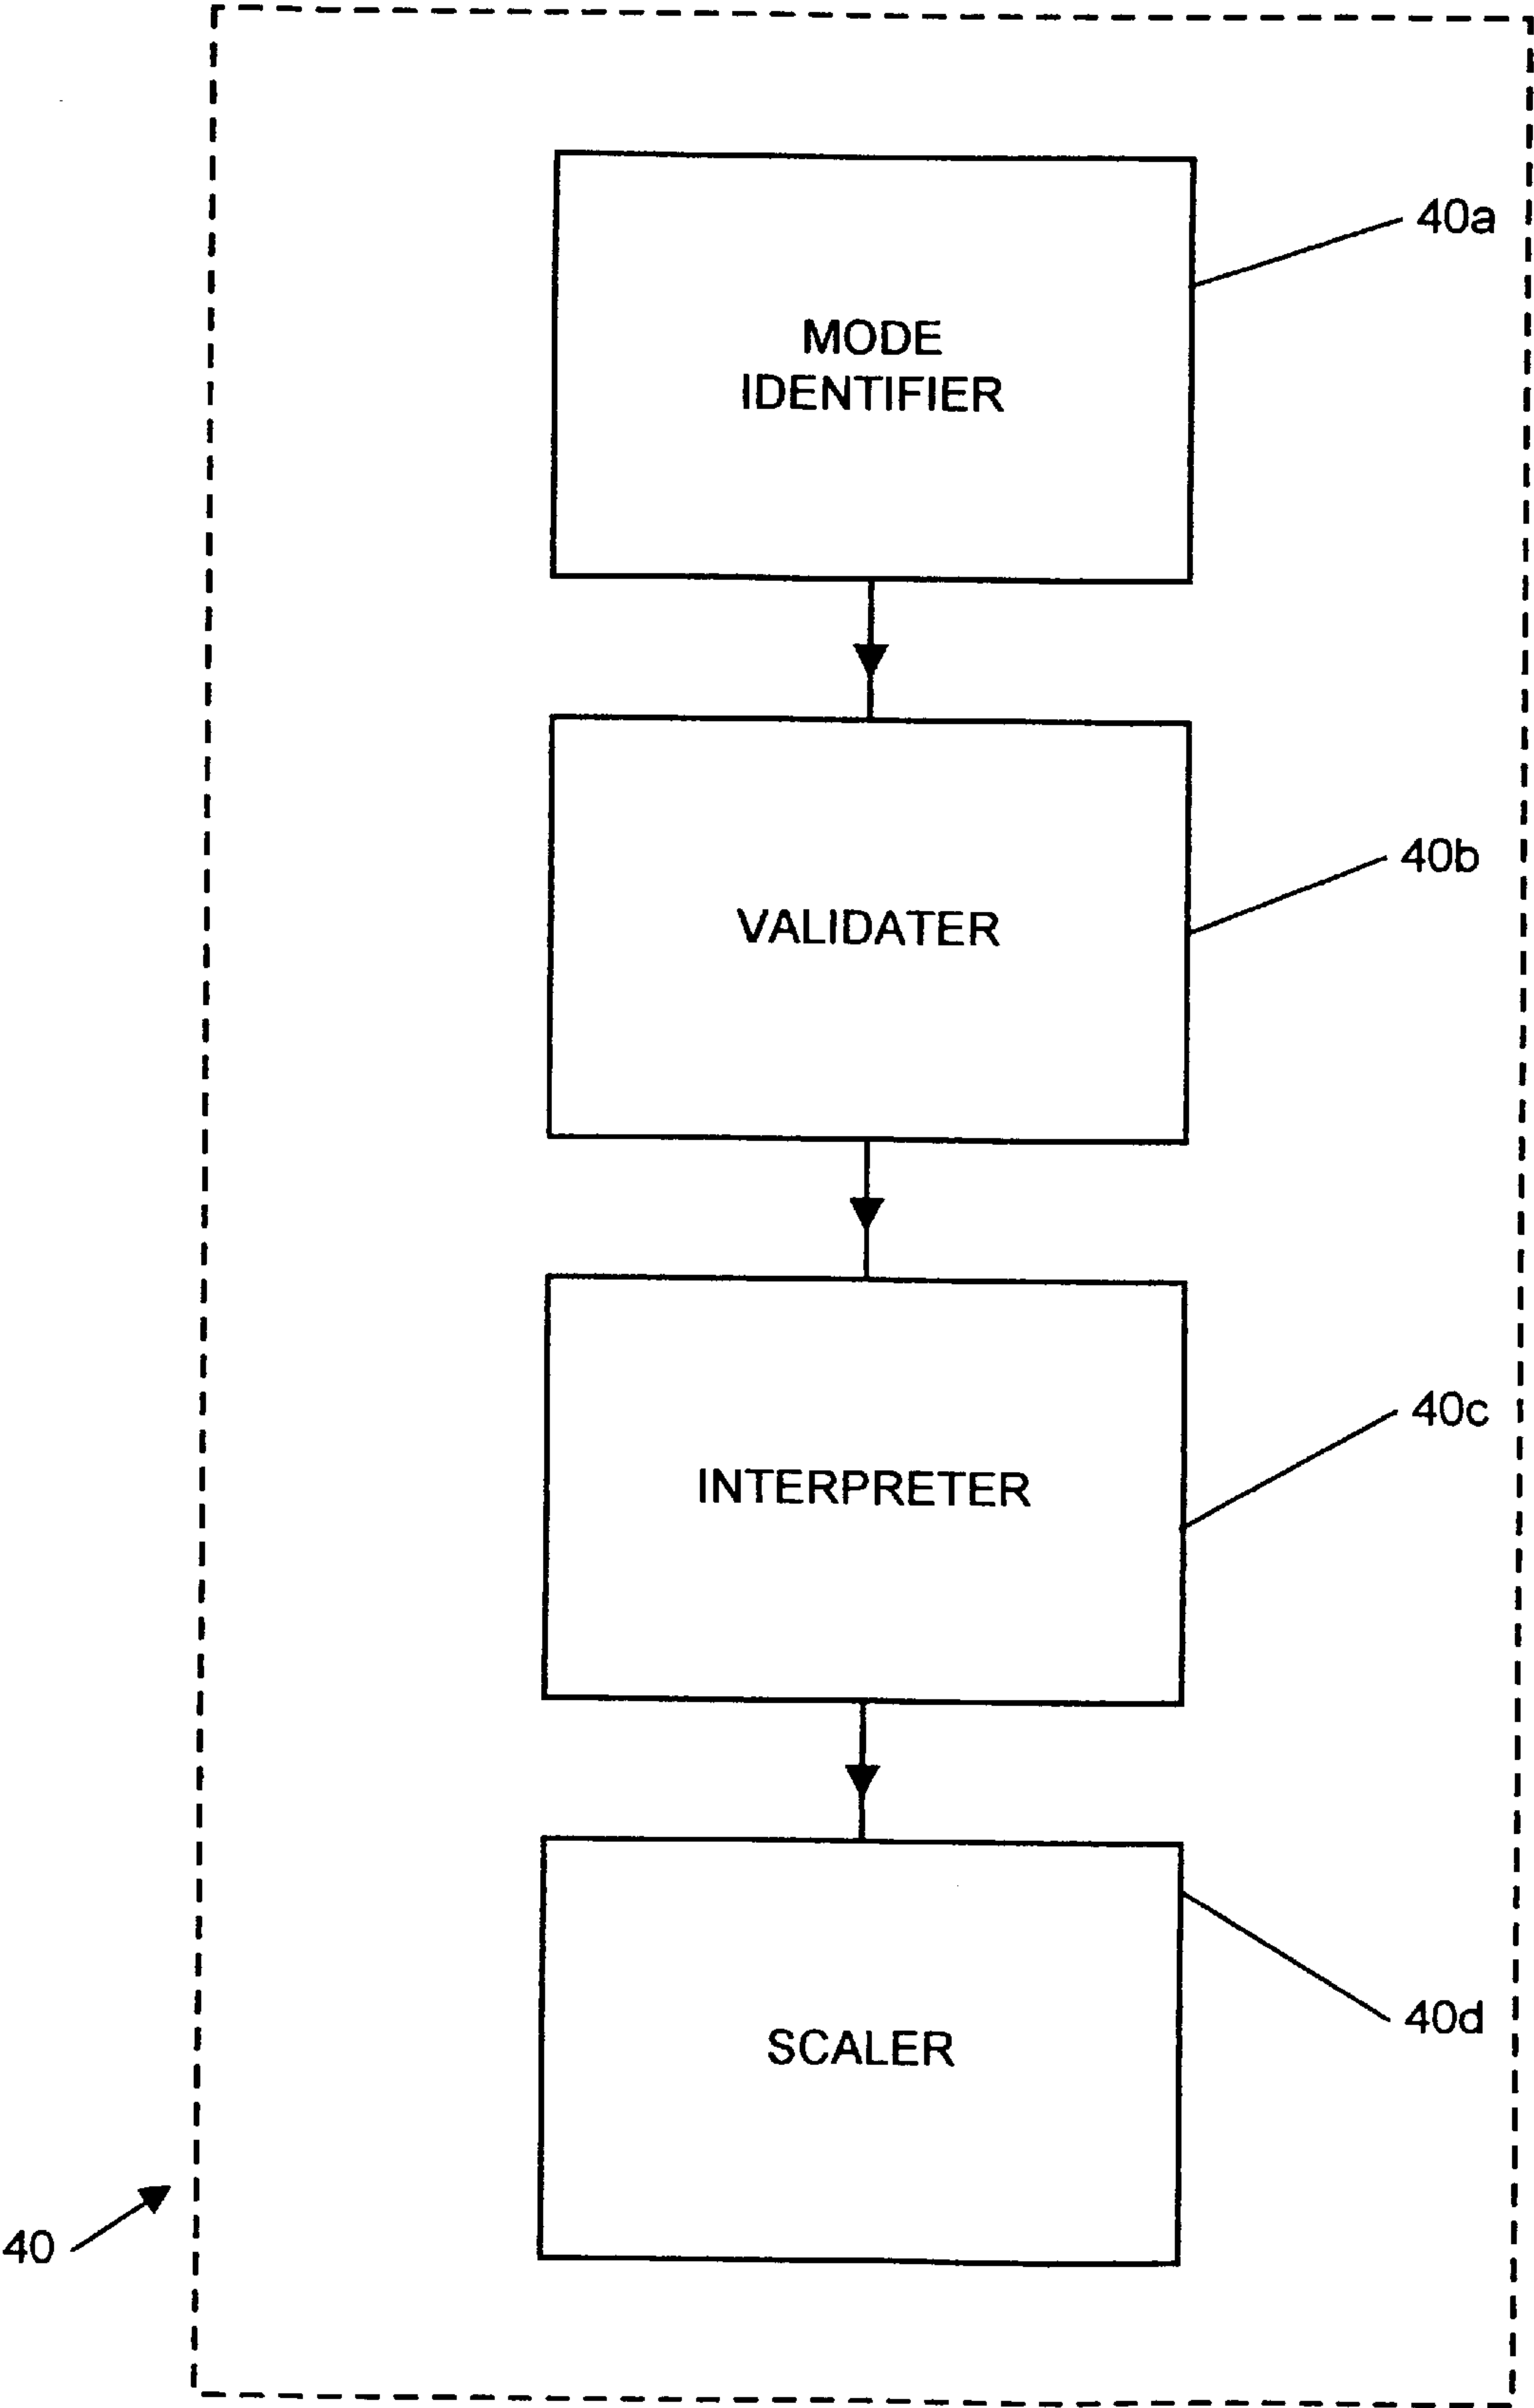 40a
MODE
IDENTIFIER
40b
VALIDATER
40c
INTERPRETER
40d
SCALER
40